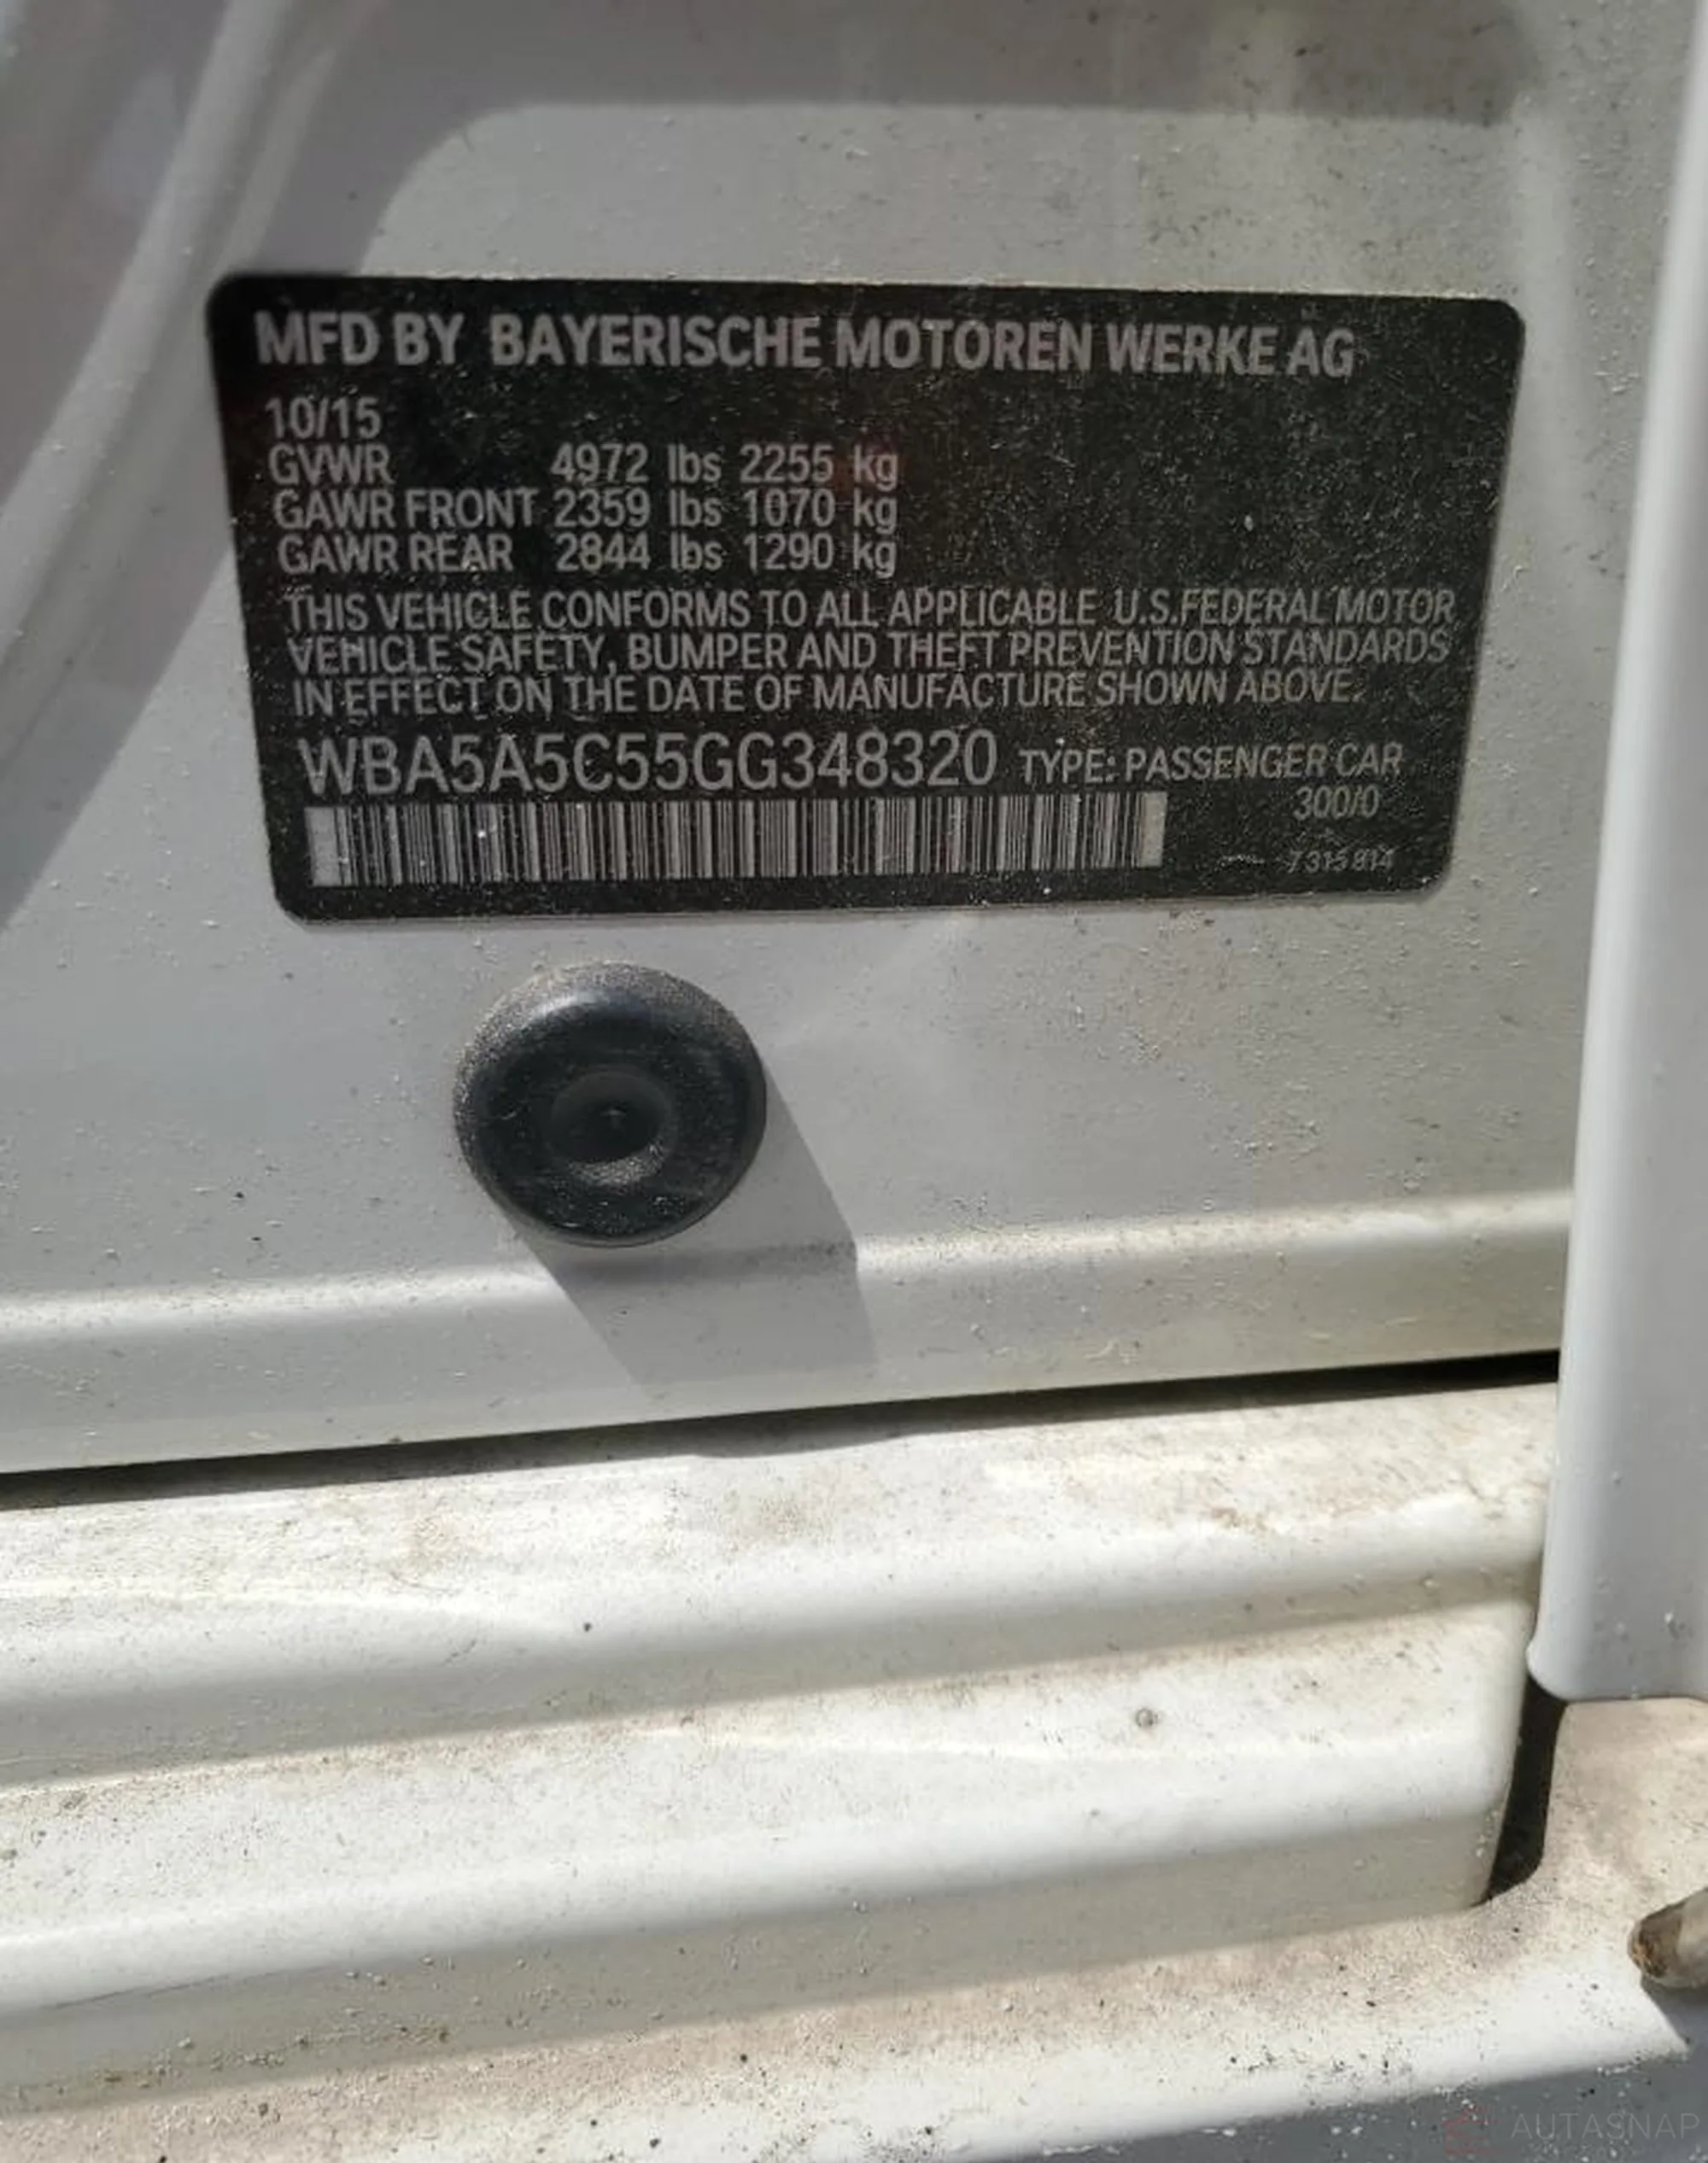 MFD BY BAYERISCHE MOTOREN WERKE AG
10/15
GVWR 4972 lbs 2255 kg
GAWR FRONT 2359 lbs 1070 kg
GAWR REAR 2844 lbs 1290 kg
THIS VEHICLE CONFORMS TO ALL APPLICABLE U.S.FEDERAL MOTOR
VEHICLE SAFETY, BUMPER AND THEFT PREVENTION STANDARDS
IN EFFECT ON THE DATE OF MANUFACTURE SHOWN ABOVE.
WBA5A5C55GG348320 TYPE: PASSENGER CAR
300/0
7315814
AUTASNAP